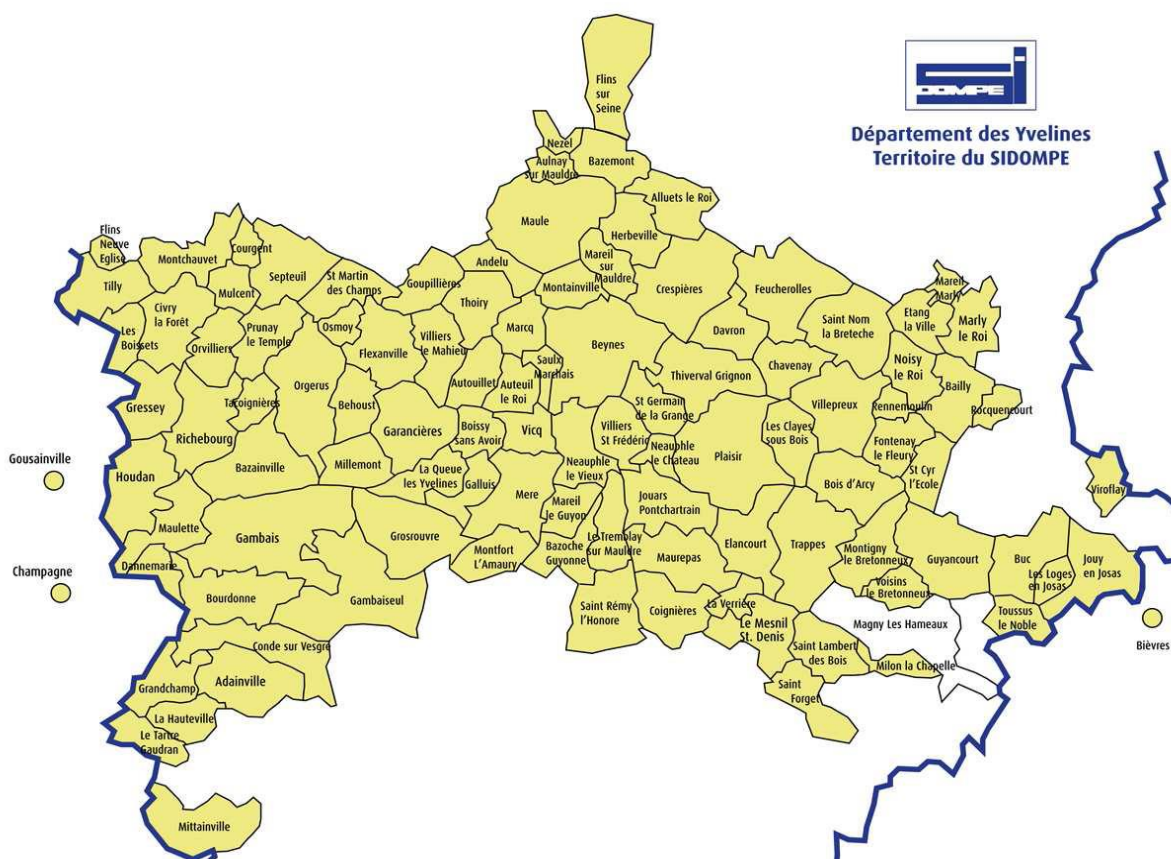 SIDOMPE
Département des Yvelines
Territoire du SIDOMPE
Flins
sur
Seine
Nezel
Aulnay
sur Mauldre
Bazemont
Alluets le Roi
Maule
Herbeville
Mareil
sur
Mauldre
Andelu
Montainville
Crespières
Feucherolles
Flins
Neuve
Eglise
Tilly
Montchauvet
Courgent
Septeuil
St Martin
des Champs
Goupillières
Thoiry
Mulcent
Civry
la Forêt
Les
Boissets
Orvilliers
Prunay
le Temple
Osmoy
Flexanville
Villiers
le Mahieu
Marcq
Saulx
Marchais
Beynes
Davron
Saint Nom
la Breteche
Mareil
Marly
Etang
la Ville
Marly
le Roi
Noisy
le Roi
Bailly
Rocquencourt
Rennemoulin
Chavenay
Villepreux
Thiverval Grignon
Autouillet
Auteuil
le Roi
Orgerus
Behoust
Tacoignières
Gressey
Richebourg
Garancières
Boissy
sans Avoir
Vicq
Villiers
St Frédéric
St Germain
de la Grange
Neauphle
le Chateau
Plaisir
Les Clayes
sous Bois
Fontenay
le Fleury
St Cyr
l'Ecole
Bois d'Arcy
Gousainville
Houdan
Bazainville
Millemont
La Queue
les Yvelines
Galluis
Neauphle
le Vieux
Mere
Mareil
le Guyon
Jouars
Pontchartrain
Viroflay
Maulette
Gambais
Grosrouvre
Montfort
L'Amaury
Bazoche
Guyonne
Le Tremblay
sur Mauldre
Maurepas
Elancourt
Trappes
Montigny
le Bretonneux
Voisins
le Bretonneux
Guyancourt
Buc
Les Loges
en Josas
Jouy
en Josas
Toussus
le Noble
Bièvres
Champagne
Dannemarie
Bourdonne
Gambaiseul
Saint Rémy
l'Honore
Coignières
La Verrière
Le Mesnil
St. Denis
Magny Les Hameaux
Saint Lambert
des Bois
Milon la Chapelle
Saint
Forget
Conde sur Vesgre
Grandchamp
Adainville
La Hauteville
Le Tartre
Gaudran
Mittainville